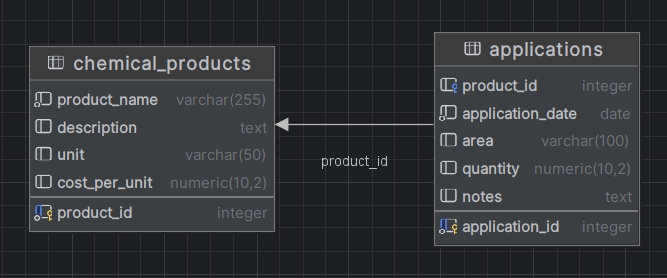 chemical_products
product_name varchar(255)
description text
unit varchar(50)
cost_per_unit numeric(10,2)
product_id integer
product_id
applications
product_id integer
application_date date
area varchar(100)
quantity numeric(10,2)
notes text
application_id integer